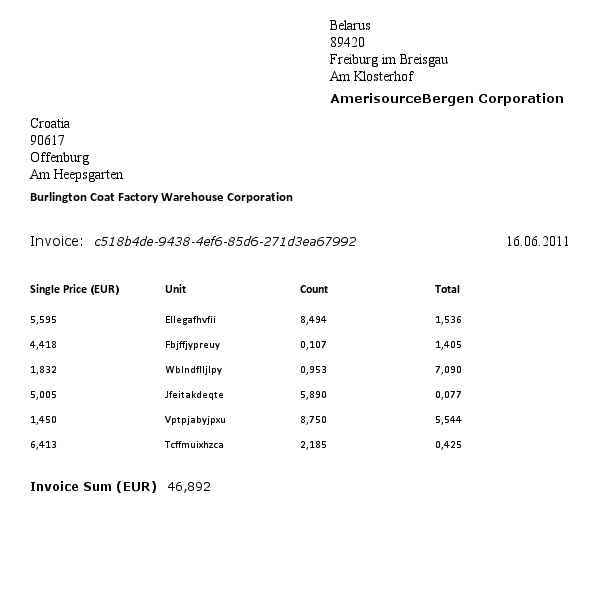 Belarus
89420
Freiburg im Breisgau
Am Klosterhof
AmerisourceBergen Corporation
Croatia
90617
Offenburg
Am Heepsgarten
Burlington Coat Factory Warehouse Corporation
Invoice: c518b4de-9438-4ef6-85d6-271d3ea67992 16.06.2011
Single Price (EUR) Unit Count Total
5,595 Ellegafhvfii 8,494 1,536
4,418 Fbjffjypreuy 0,107 1,405
1,832 Wblndflljlpy 0,953 7,090
5,005 Jfeitakdeqte 5,890 0,077
1,450 Vptpjabyjpxu 8,750 5,544
6,413 Tcffmuixhzca 2,185 0,425
Invoice Sum (EUR) 46,892